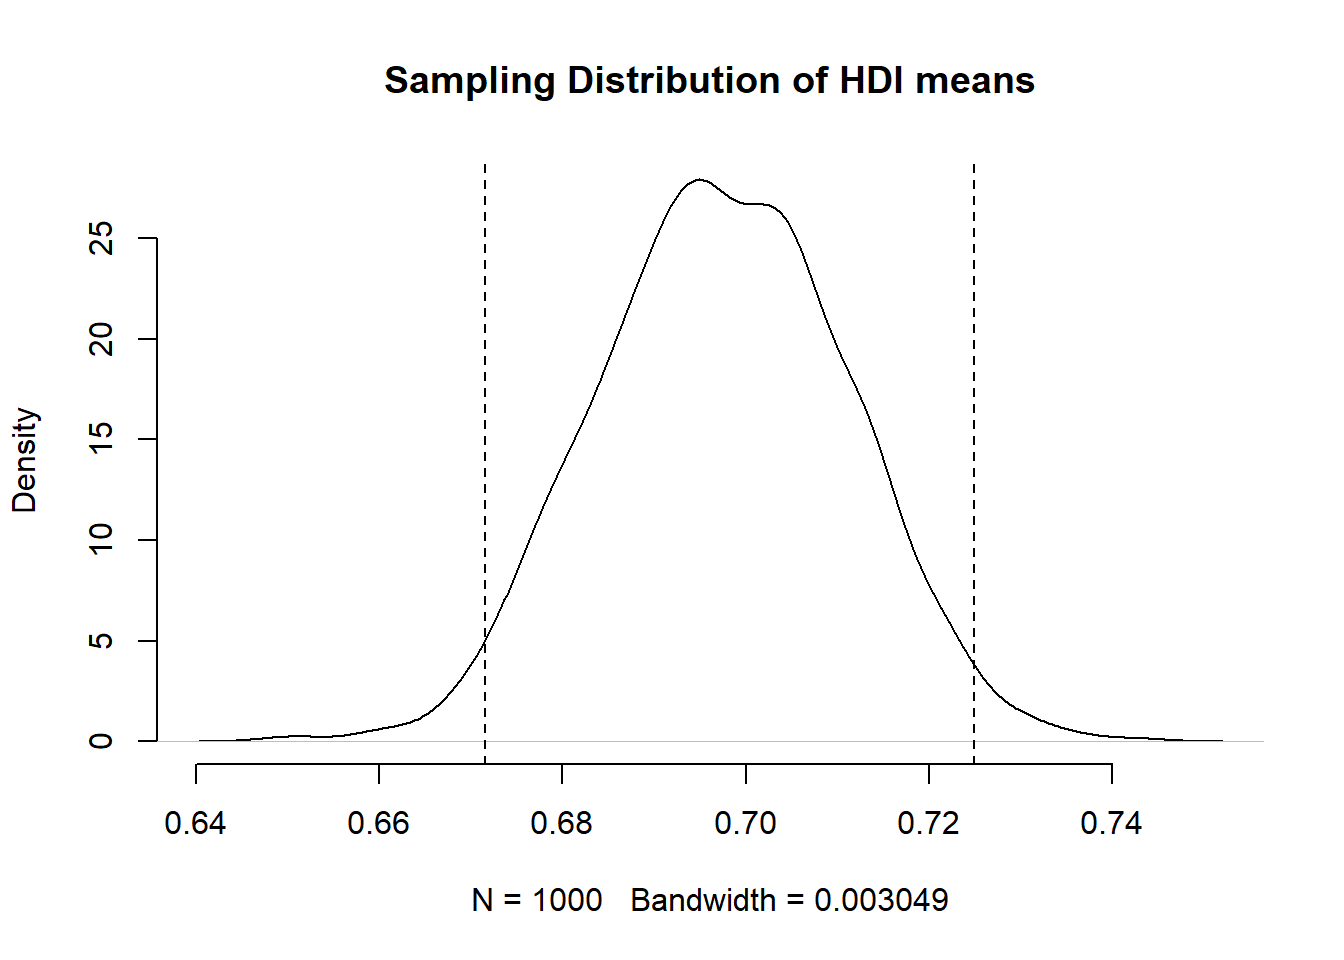 Sampling Distribution of HDI means
Density
25
20
15
10
5
0
0.64 0.66 0.68 0.70 0.72 0.74
N = 1000 Bandwidth = 0.003049